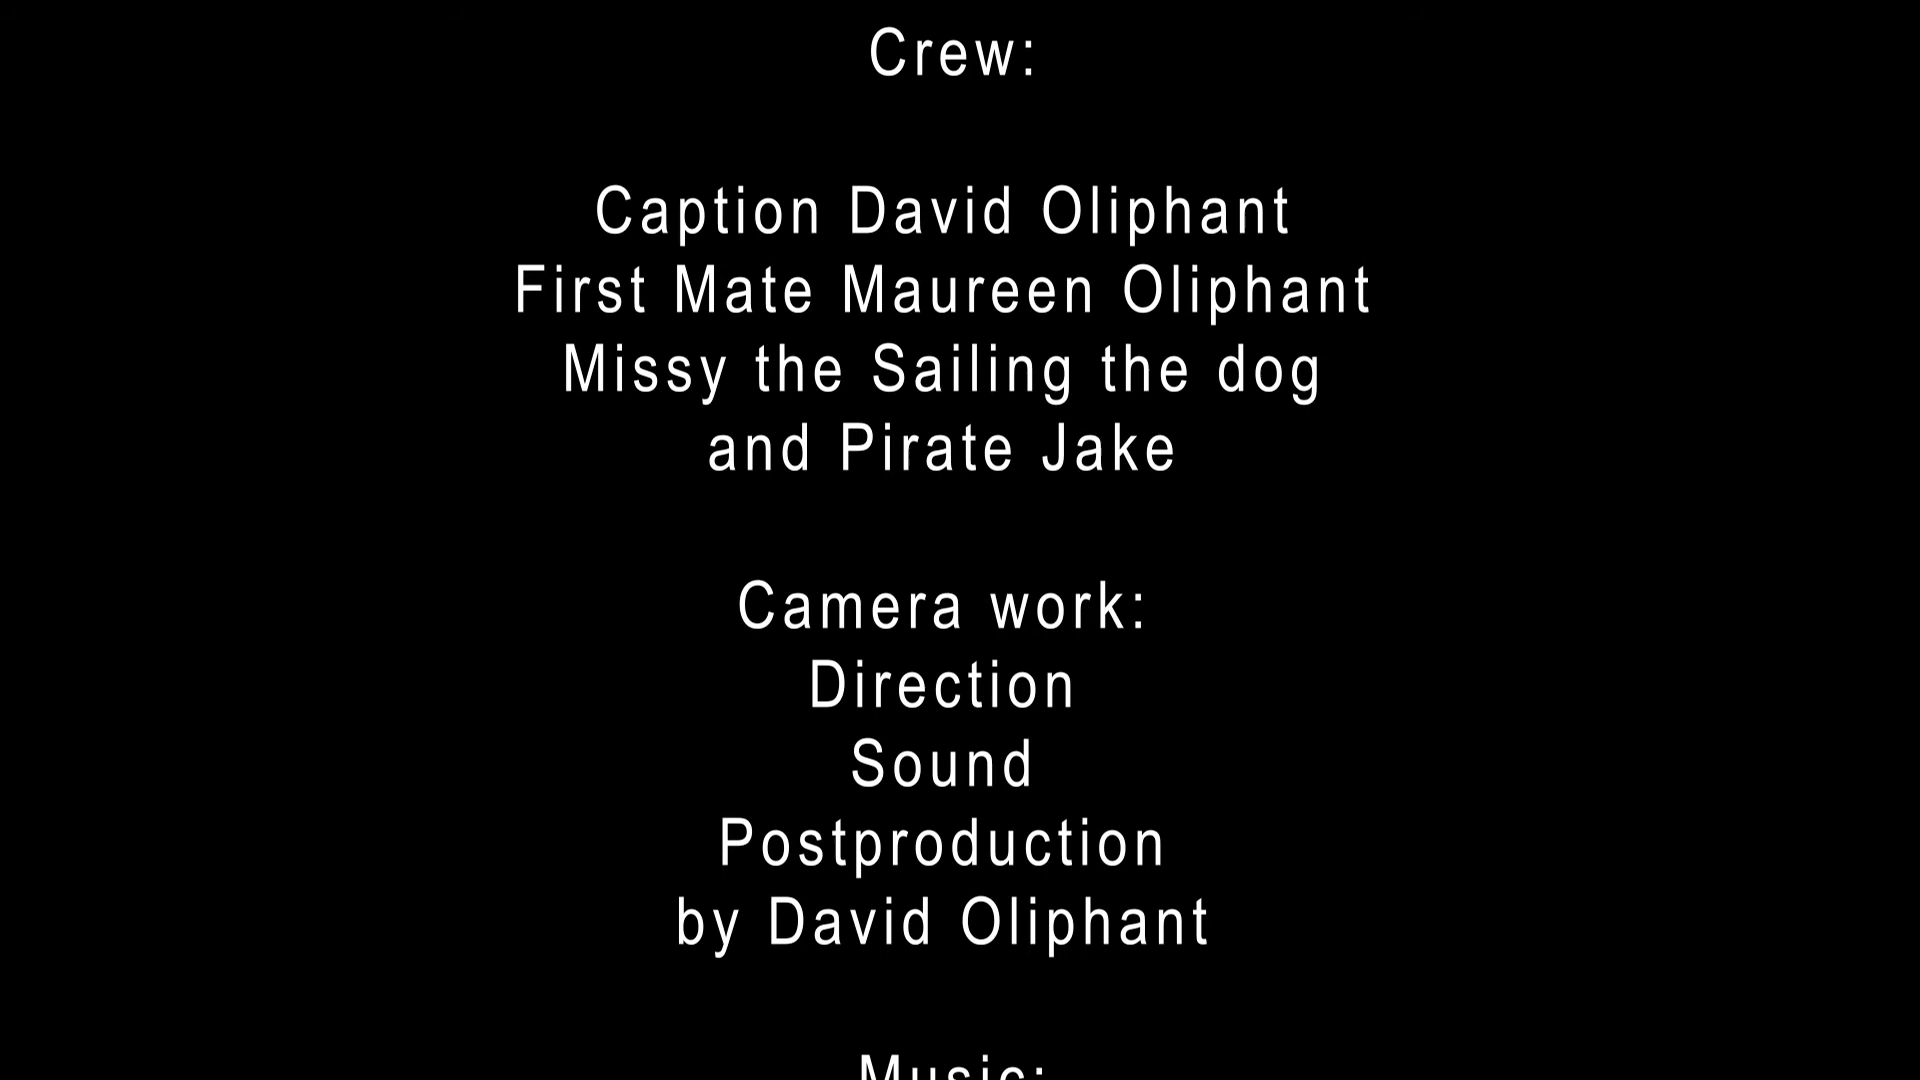 Crew:
Caption David Oliphant
First Mate Maureen Oliphant
Missy the Sailing the dog
and Pirate Jake
Camera work:
Direction
Sound
Postproduction
by David Oliphant
Music: